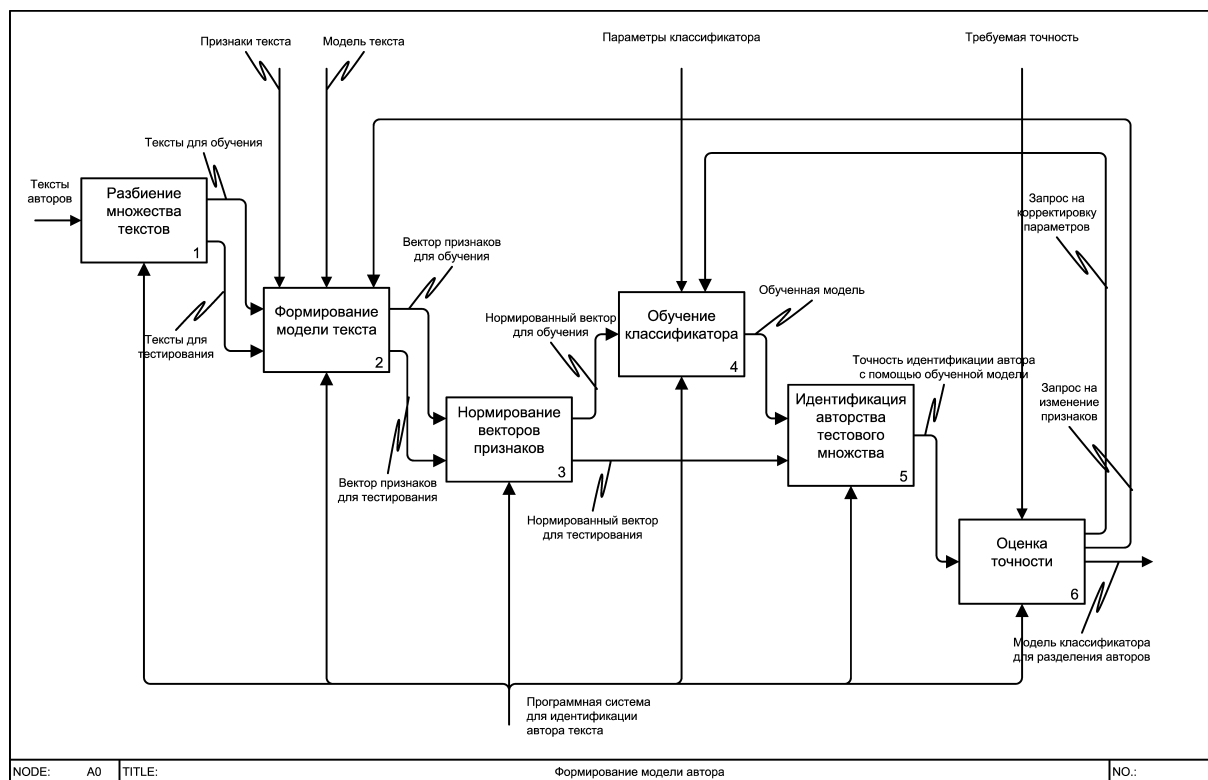 Признаки текста
Модель текста
Параметры классификатора
Требуемая точность
Тексты для обучения
Тексты
авторов
Разбиение
множества
текстов
1
Тексты для
тестирования
Формирование
модели текста
2
Вектор признаков
для обучения
Вектор признаков
для тестирования
Нормирование
векторов
признаков
3
Нормированный вектор
для обучения
Нормированный вектор
для тестирования
Обучение
классификатора
4
Обученная модель
Идентификация
авторства
тестового
множства
5
Точность идентификации автора
с помощью обученной модели
Запрос на
корректировку
параметров
Запрос на
изменение
признаков
Оценка
точности
6
Модель классификатора
для разделения авторов
Программная система
для идентификации
автора текста
NODE: A0 TITLE: Формирование модели автора NO.: